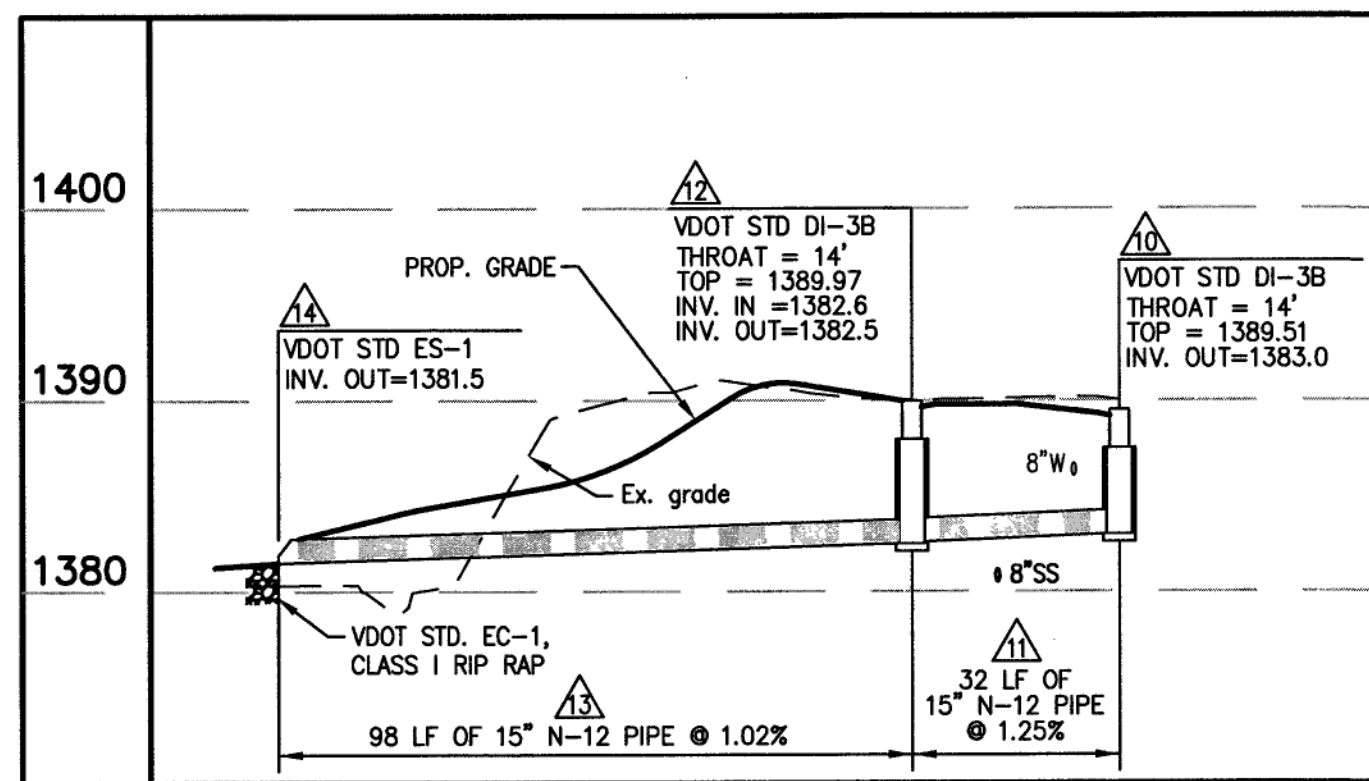 1400
1390
1380
12
VDOT STD DI-3B
THROAT = 14'
TOP = 1389.97
INV. IN =1382.6
INV. OUT=1382.5
10
VDOT STD DI-3B
THROAT = 14'
TOP = 1389.51
INV. OUT=1383.0
PROP. GRADE
14
VDOT STD ES-1
INV. OUT=1381.5
Ex. grade
8"W
8"SS
VDOT STD. EC-1,
CLASS I RIP RAP
13
98 LF OF 15" N-12 PIPE @ 1.02%
11
32 LF OF
15" N-12 PIPE
@ 1.25%